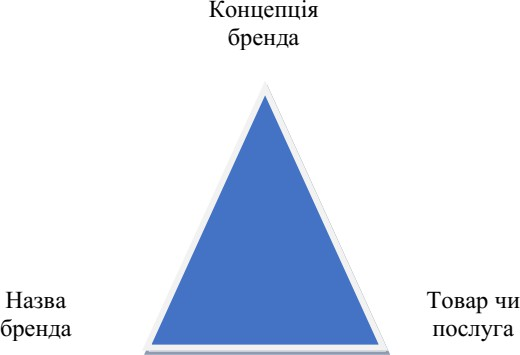 Концепція
бренда
Назва
бренда
Товар чи
послуга